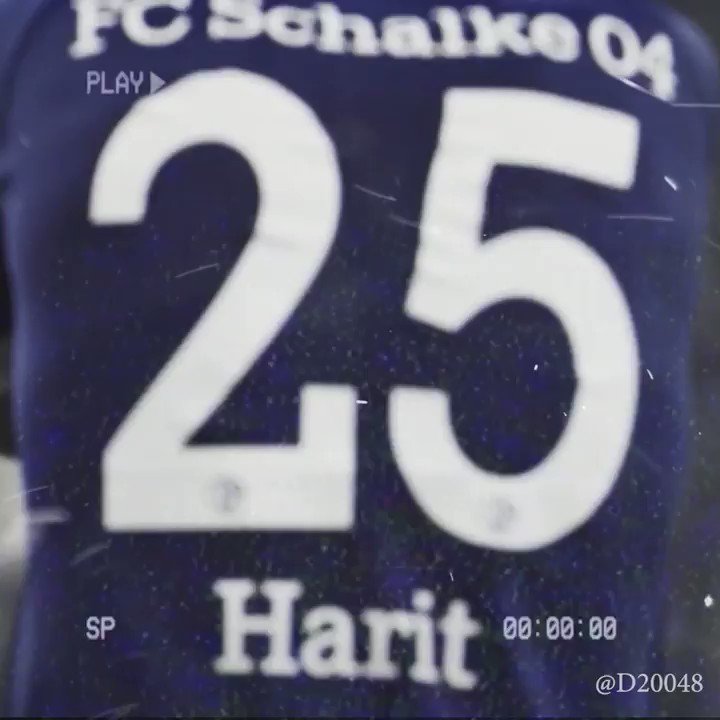 FC Schalke 04
PLAY
25
Harit
SP
00:00:00
@D20048